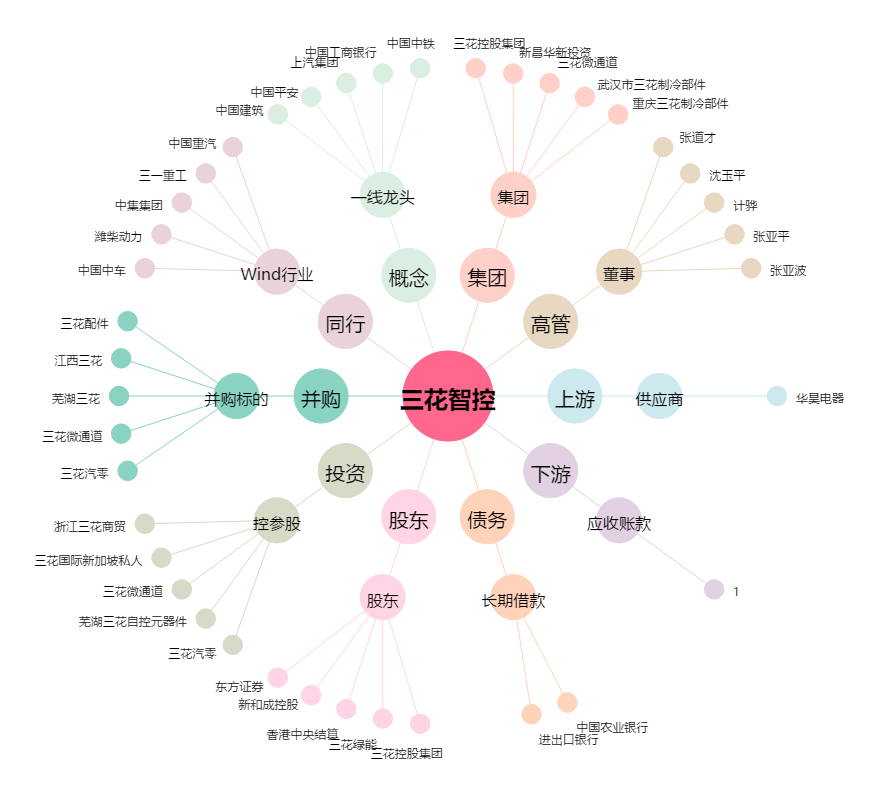 中国中铁
三花控股集团
中国工商银行
新昌华新投资
上汽集团
三花微通道
中国平安
武汉市三花制冷部件
中国建筑
重庆三花制冷部件
中国重汽
张道才
三一重工
沈玉平
一线龙头
集团
中集集团
计骅
潍柴动力
张亚平
中国中车
Wind行业
概念
集团
董事
张亚波
三花配件
同行
高管
江西三花
芜湖三花
并购标的
并购
三花智控
上游
供应商
华昊电器
三花微通道
三花汽零
投资
下游
浙江三花商贸
控参股
股东
债务
应收账款
三花国际新加坡私人
三花微通道
1
芜湖三花自控元器件
股东
长期借款
三花汽零
东方证券
新和成控股
中国农业银行
香港中央结算
三花绿能
进出口银行
三花控股集团